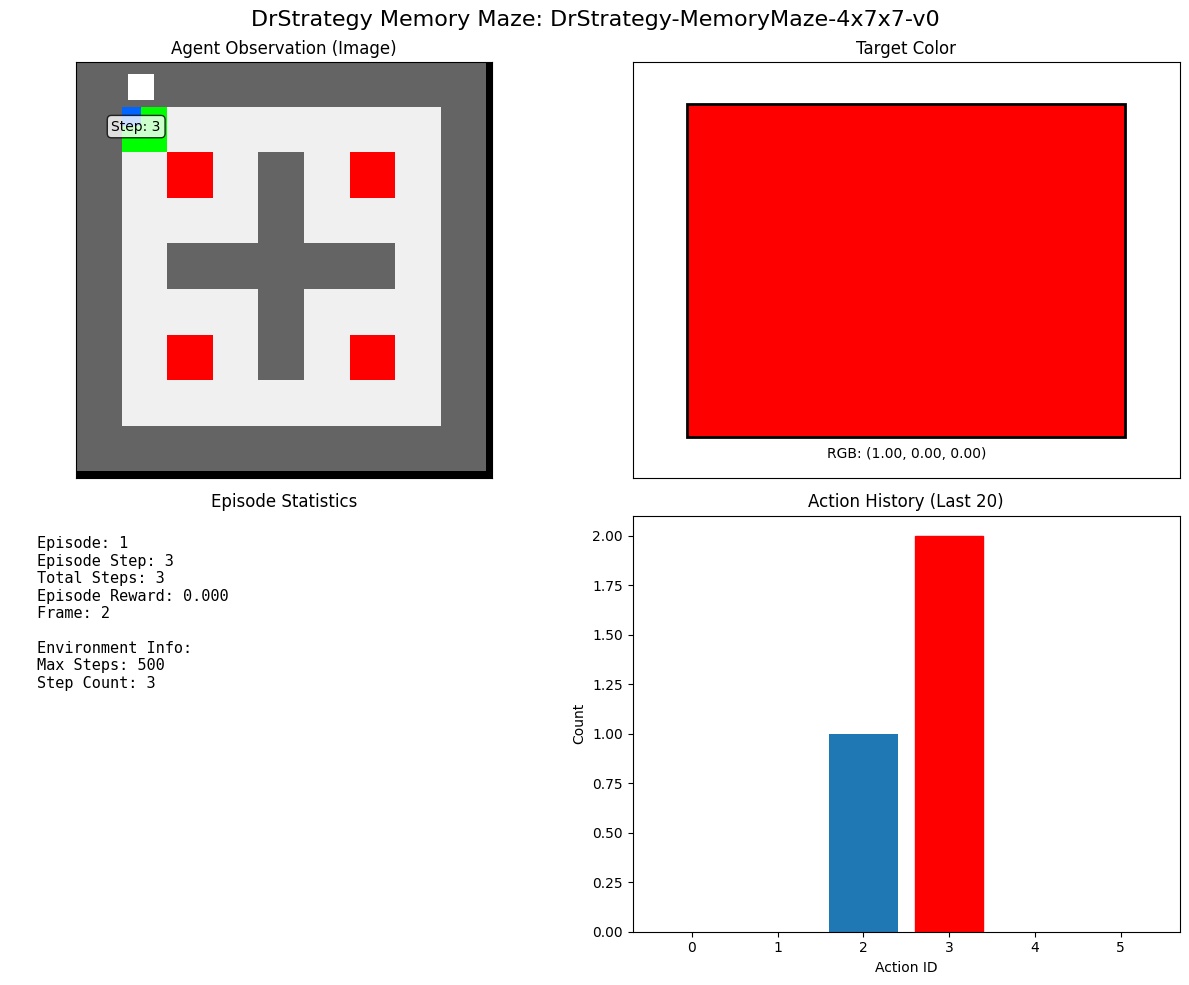 DrStrategy Memory Maze: DrStrategy-MemoryMaze-4x7x7-v0
Agent Observation (Image)
Step: 3
Target Color
RGB: (1.00, 0.00, 0.00)
Episode Statistics
Episode: 1
Episode Step: 3
Total Steps: 3
Episode Reward: 0.000
Frame: 2
Environment Info:
Max Steps: 500
Step Count: 3
Action History (Last 20)
2.00
1.75
1.50
1.25
1.00
0.75
0.50
0.25
0.00
Count
0 1 2 3 4 5
Action ID